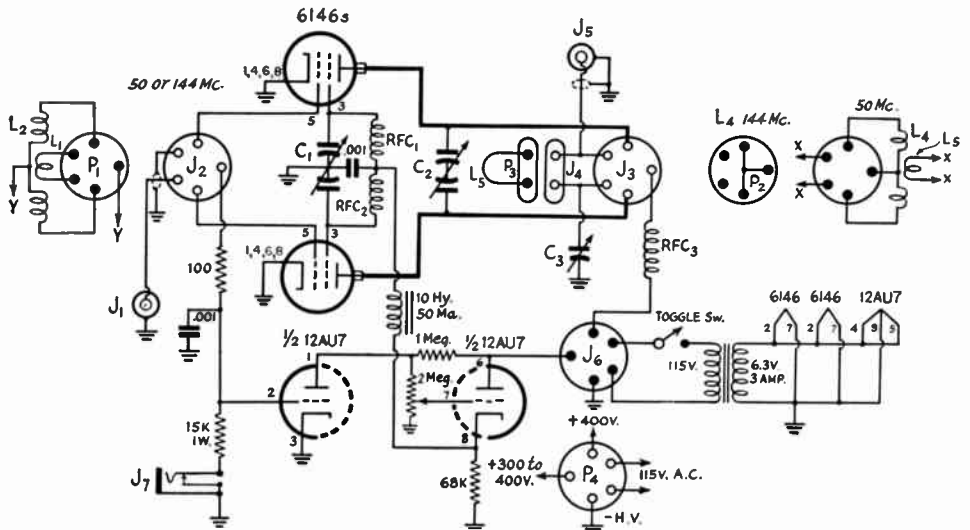 6146s
J5
1,4,6,8
50 or 144 Mc.
5
3
L2
L1
P1
J2
C1
.001
RFC1
RFC2
C2
L5
P3
J4
J3
L4 144 Mc.
P2
50 Mc.
L4
L5
X
X
X
X
Y
Y
5
3
1,4,6,8
C3
RFC3
100
J1
.001
10 Hy.
50 Ma.
1/2 12AU7
1 Meg.
1/2 12AU7
1
2
3
2 Meg.
6
7
8
J6
TOGGLE Sw.
115V.
6.3V.
3 AMP.
6146
6146
12AU7
2
7
2
7
4
9
5
15K
1W.
J7
68K
+400V.
+300 to
400V.
P4
115V. A.C.
-H.V.